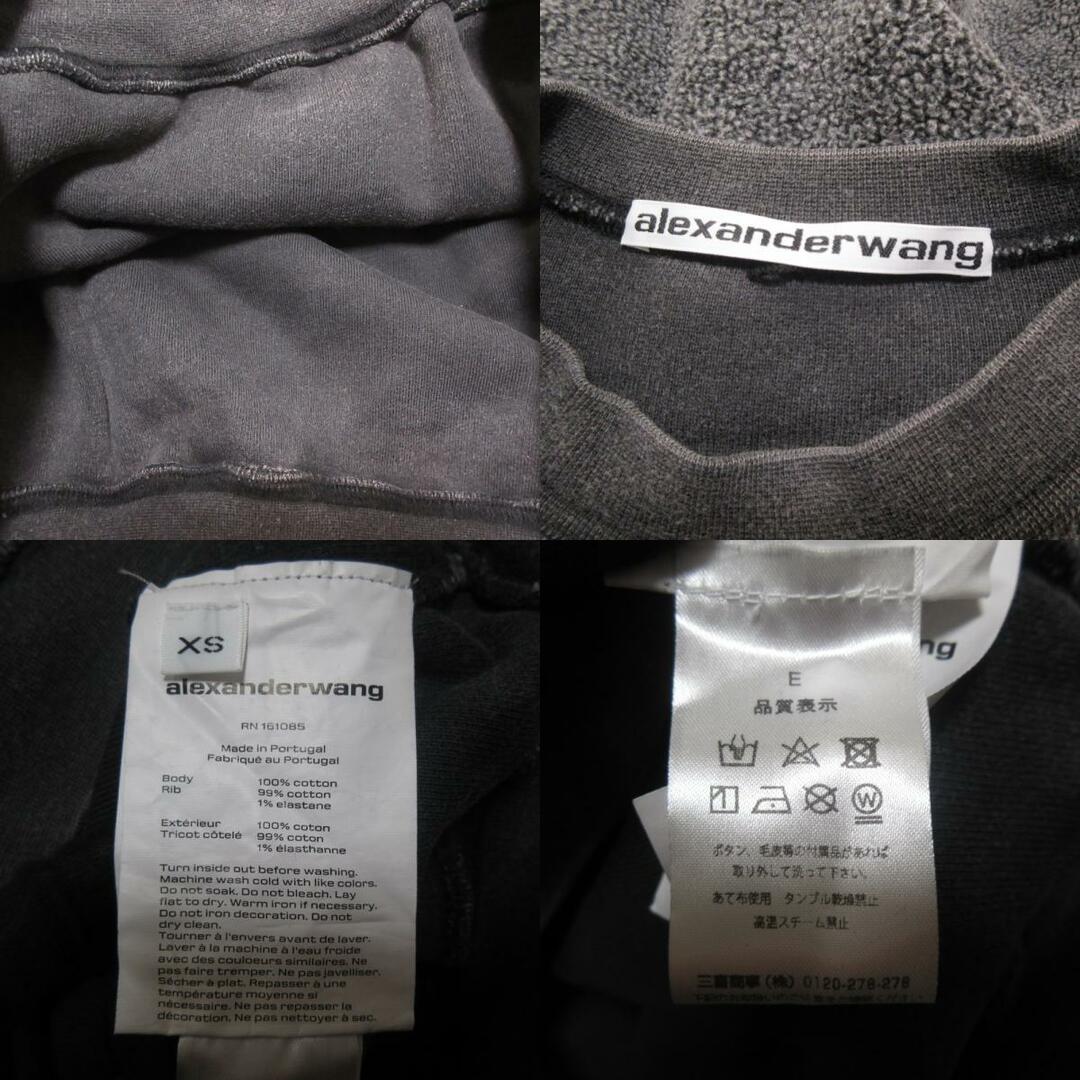 alexanderwang
XS
alexanderwang
RN 161085
Made in Portugal
Fabriqué au Portugal
Body 100% cotton
Rib 99% cotton
1% elastane
Extérieur 100% coton
Tricot côtelé 99% coton
1% élasthanne
Turn inside out before washing.
Machine wash cold with like colors.
Do not soak. Do not bleach. Lay
flat to dry. Warm iron if necessary.
Do not iron decoration. Do not
dry clean.
Tourner à l'envers avant de laver.
Laver à la machine à l'eau froide
avec des couloeurs similaires. Ne
pas faire tremper. Ne pas javelliser.
Sécher à plat. Repasser à une
température moyenne si
nécessaire. Ne pas repasser la
décoration. Ne pas nettoyer à sec.
ng
E
品質表示
W
ボタン、毛皮等の付属品があれば
取り外して洗って下さい。
あて布使用 タンブル乾燥禁止
高温スチーム禁止
三喜商事(株) 0120-278-278